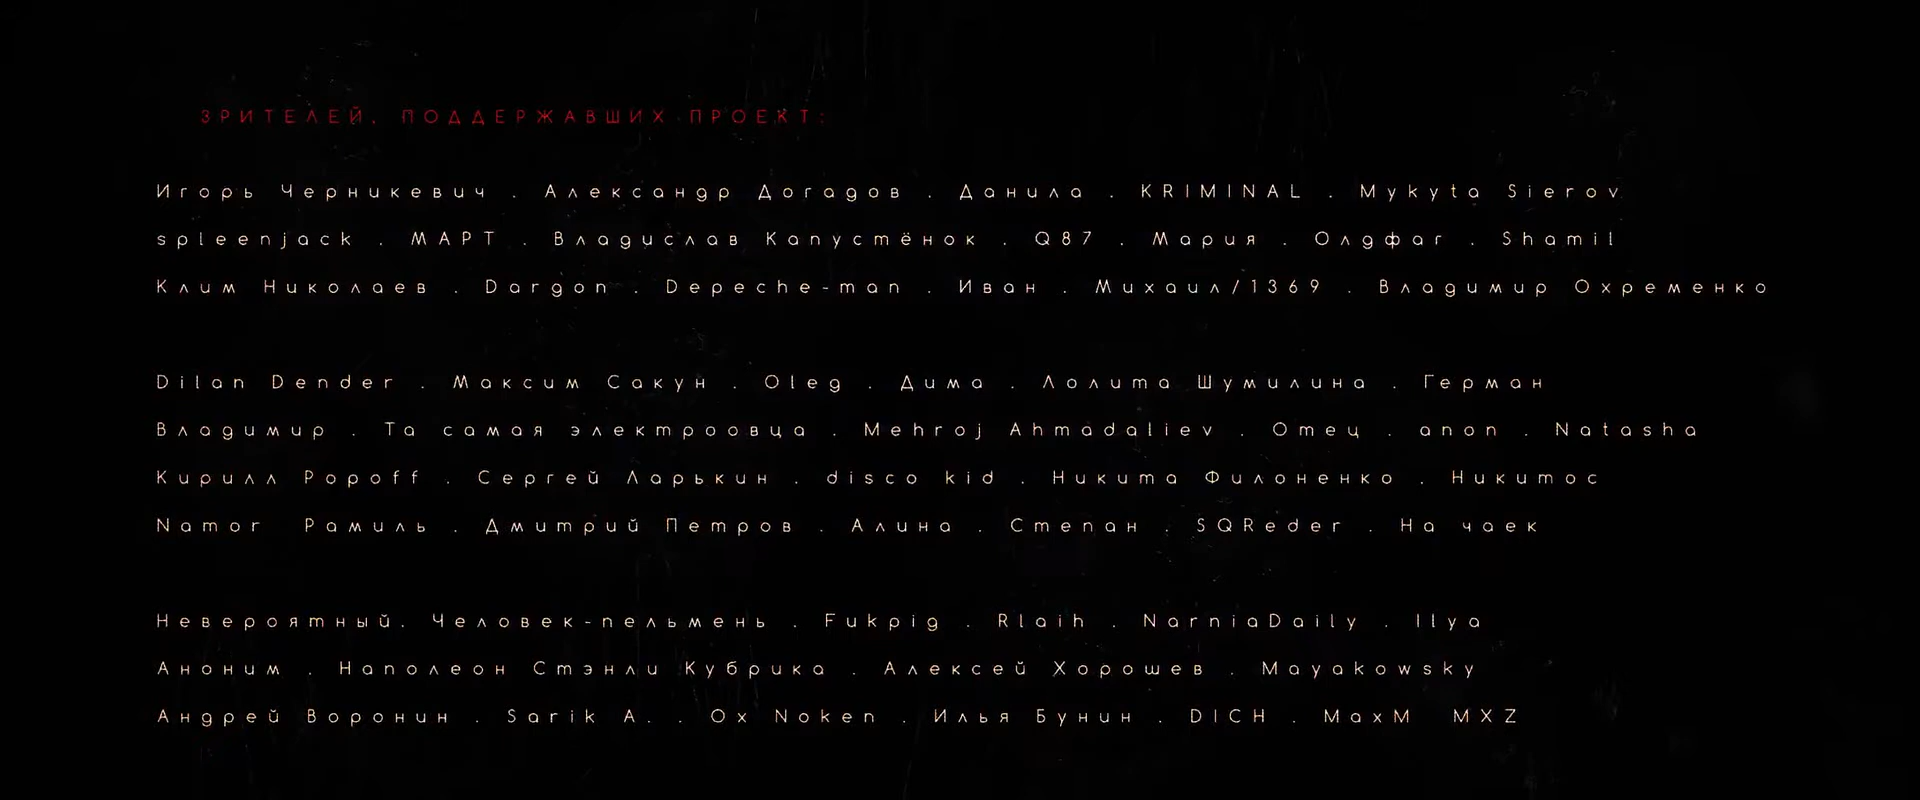 ЗРИТЕЛЕЙ, ПОДДЕРЖАВШИХ ПРОЕКТ:
Игорь Черникевич . Александр Догадов . Данила . KRIMINAL . Mykyta Sierov
spleenjack . МАРТ . Владислав Капустёнок . Q87 . Мария . Олдфаг . Shamil
Клим Николаев . Dargon . Depeche-man . Иван . Михаил/1369 . Владимир Охременко
Dilan Dender . Максим Сакун . Oleg . Дима . Лолита Шумилина . Герман
Владимир . Та самая электроовца . Mehroj Ahmadaliev . Отец . anon . Natasha
Кирилл Popoff . Сергей Ларькин . disco kid . Никита Филоненко . Никитос
Namor Рамиль . Дмитрий Петров . Алина . Степан . SQReder . На чаек
Невероятный. Человек-пельмень . Fukpig . Rlaih . NarniaDaily . Ilya
Аноним . Наполеон Стэнли Кубрика . Алексей Хорошев . Mayakowsky
Андрей Воронин . Sarik A. . Ox Noken . Илья Бунин . DICH . MaxM MXZ